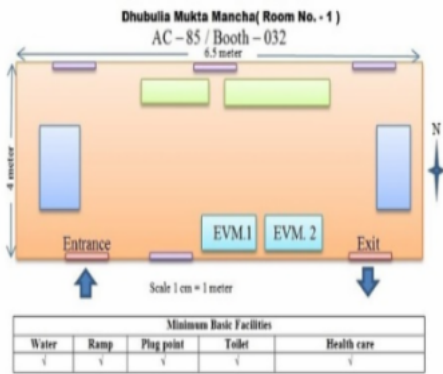 Dhubulia Mukta Mancha( Room No. - 1 )
AC – 85 / Booth – 032
6.5 meter
4 meter
N
EVM.1 EVM. 2
Entrance Exit
Scale 1 cm = 1 meter
Minimum Basic Facilities
Water Ramp Plug point Toilet Health care
√ √ √ √ √